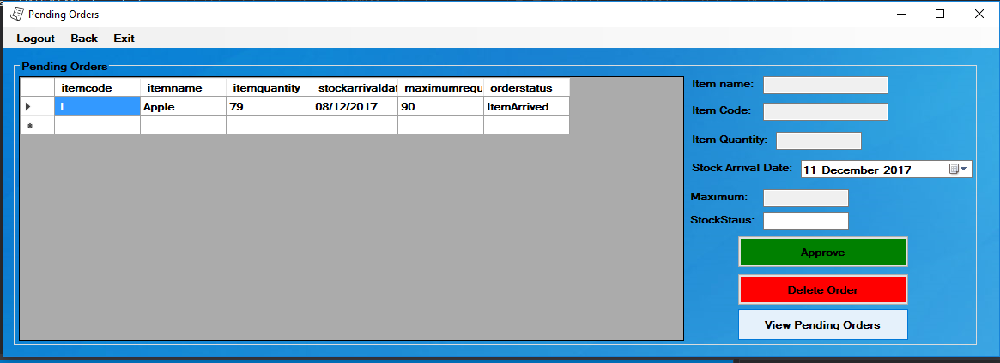 Pending Orders
Logout Back Exit
Pending Orders
itemcode itemname itemquantity stockarrivaldat maximumrequ orderstatus
1 Apple 79 08/12/2017 90 ItemArrived
Item name:
Item Code:
Item Quantity:
Stock Arrival Date: 11 December 2017
Maximum:
StockStaus:
Approve
Delete Order
View Pending Orders